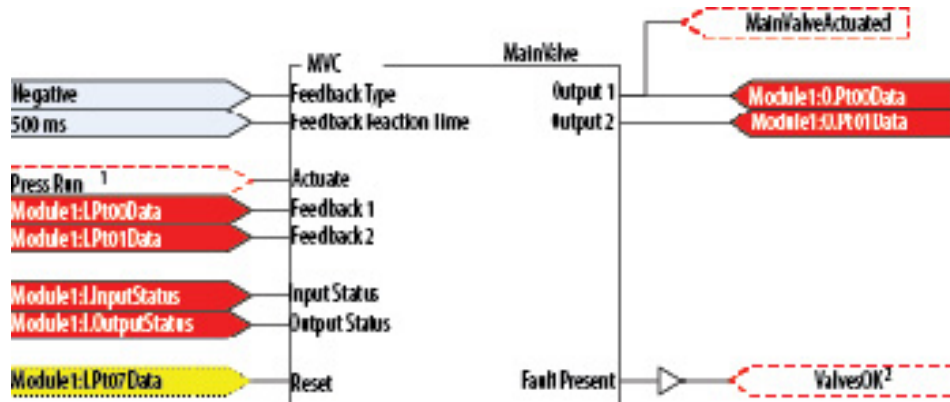 MainValveActuated
MVC MainValve
Negative Feedback Type Output 1 Module1:O.Pt00Data
500 ms Feedback Reaction Time Output 2 Module1:O.Pt01Data
Press Run 1 Actuate
Module1:I.Pt00Data Feedback 1
Module1:I.Pt01Data Feedback 2
Module1:I.InputStatus Input Status
Module1:I.OutputStatus Output Status
Module1:I.Pt07Data Reset Fault Present ValvesOK2